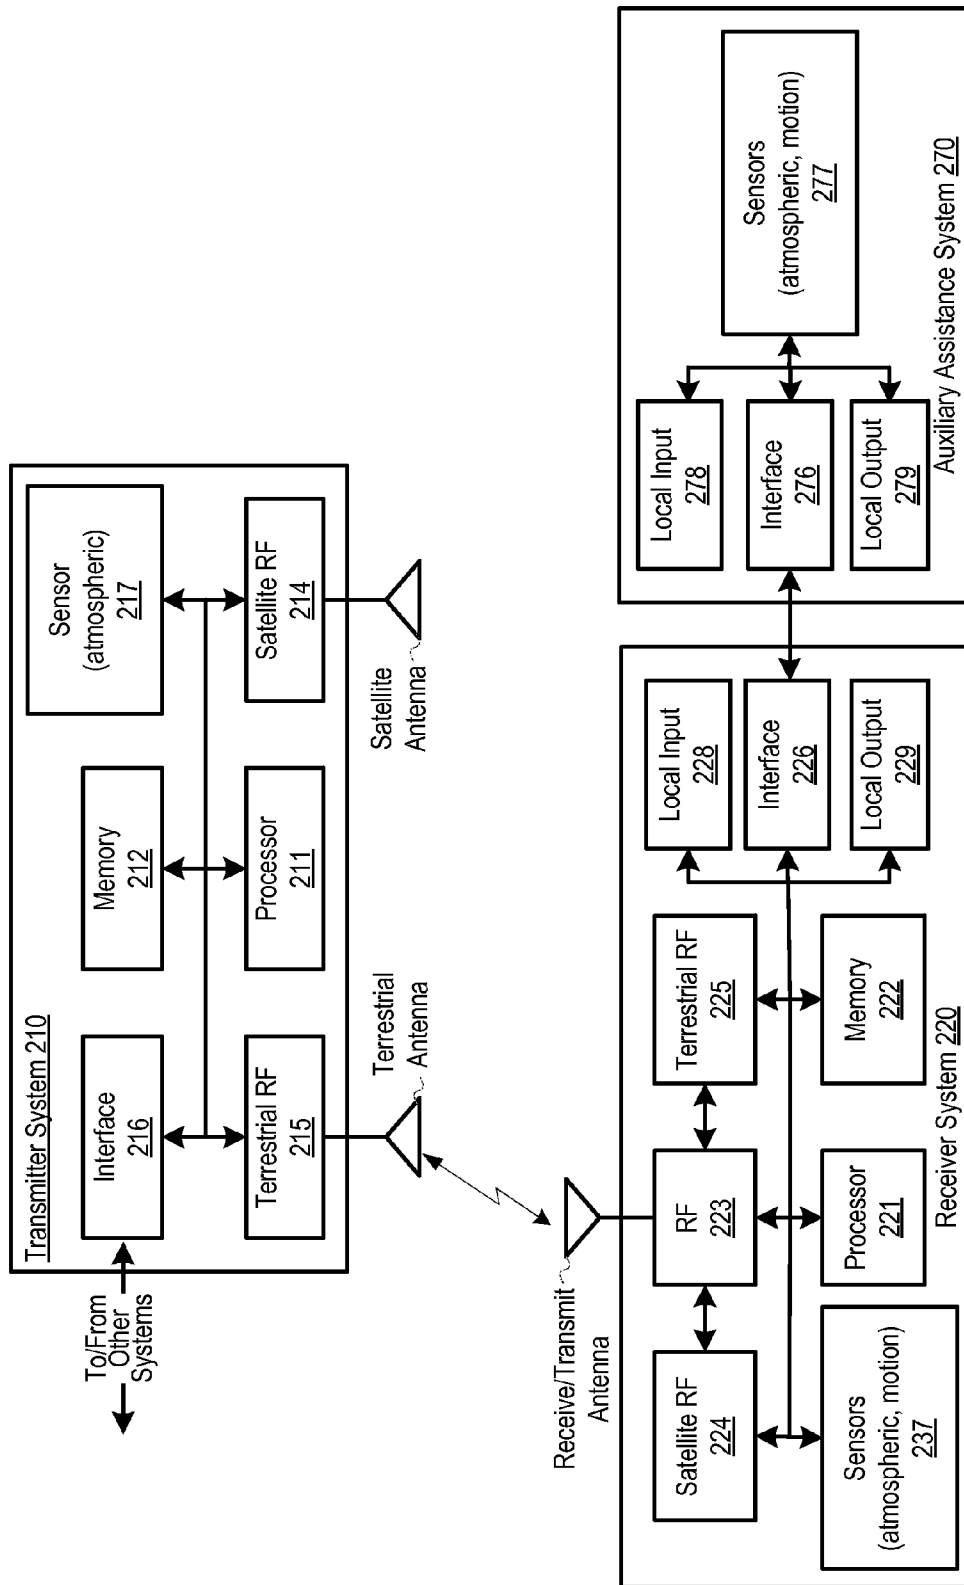 Transmitter System 210
Interface
216
Memory
212
Sensor
(atmospheric)
217
Terrestrial RF
215
Processor
211
Satellite RF
214
To/From
Other
Systems
Terrestrial
Antenna
Satellite
Antenna
Receive/Transmit
Antenna
Satellite RF
224
RF
223
Terrestrial RF
225
Local Input
228
Interface
226
Local Output
229
Sensors
(atmospheric, motion)
237
Processor
221
Memory
222
Receiver System 220
Local Input
278
Interface
276
Local Output
279
Sensors
(atmospheric, motion)
277
Auxiliary Assistance System 270